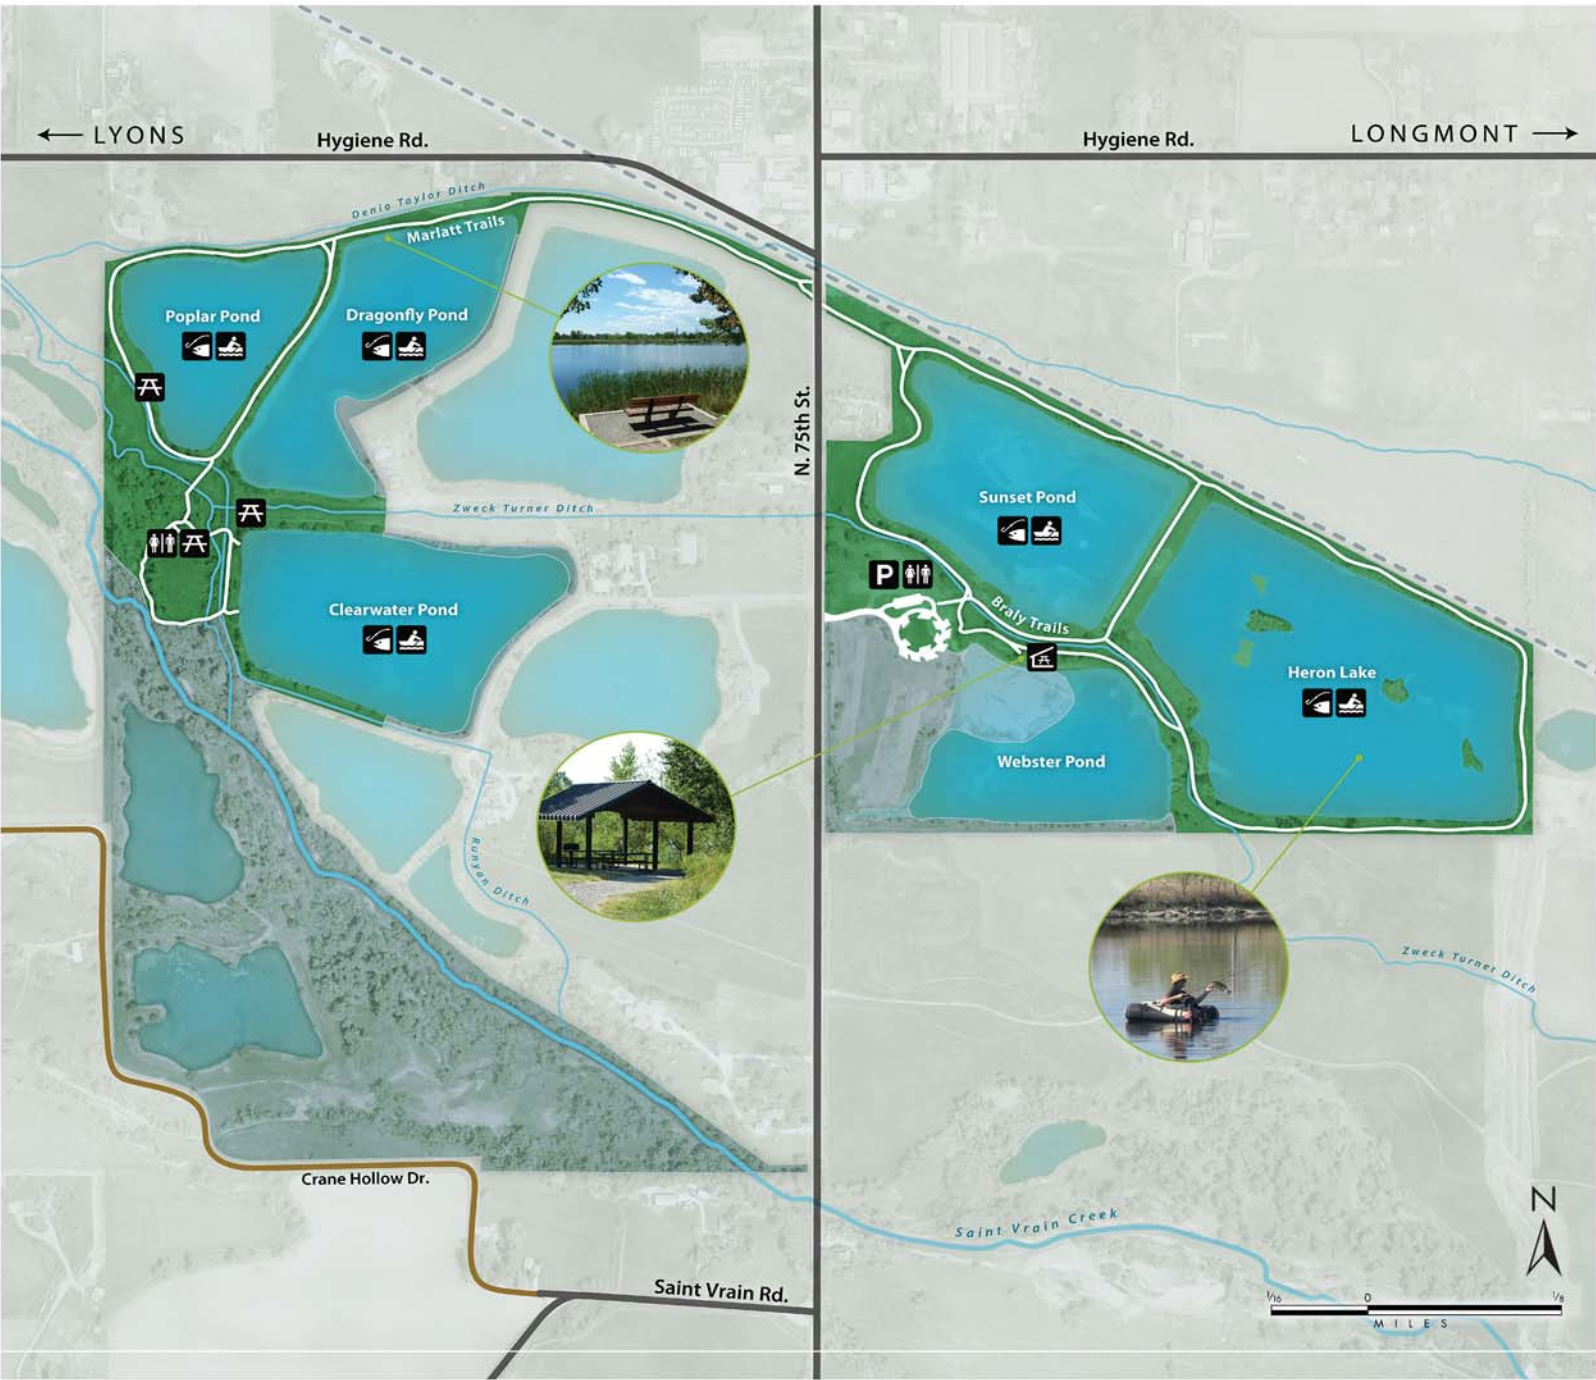 ← LYONS
Hygiene Rd.
Hygiene Rd.
LONGMONT →
Denio Taylor Ditch
Marlatt Trails
Poplar Pond
Dragonfly Pond
N. 75th St.
Zweck Turner Ditch
Sunset Pond
P
Braly Trails
Clearwater Pond
Heron Lake
Webster Pond
Runyan Ditch
Zweck Turner Ditch
Crane Hollow Dr.
Saint Vrain Creek
N
Saint Vrain Rd.
1/16 0 1/8
MILES